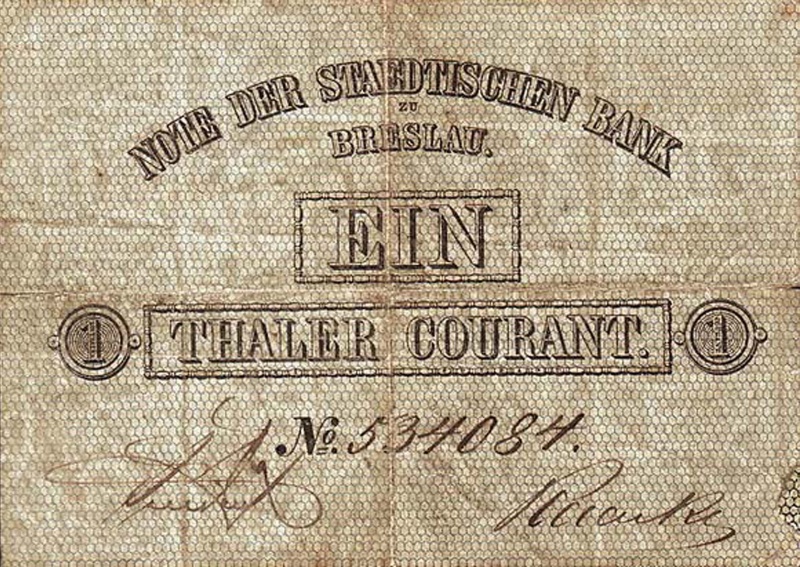 NOTE DER STAEDTISCHEN BANK
ZU
BRESLAU.
EIN
1 THALER COURANT. 1
No. 534084.